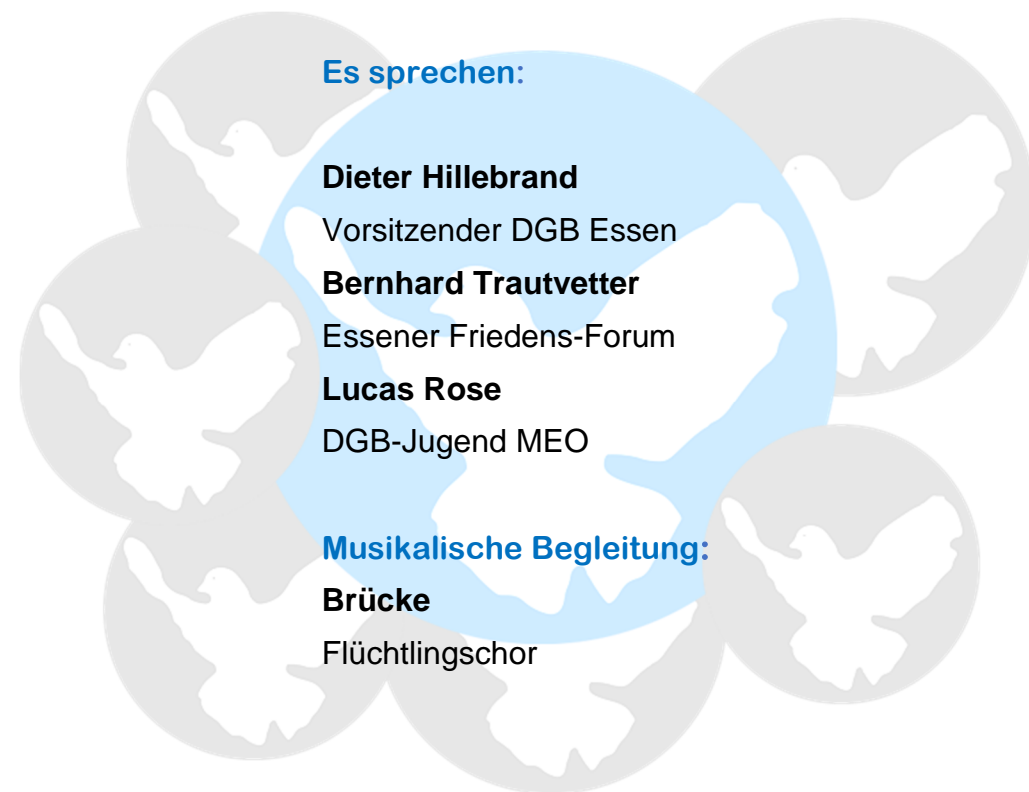 Es sprechen:
Dieter Hillebrand
Vorsitzender DGB Essen
Bernhard Trautvetter
Essener Friedens-Forum
Lucas Rose
DGB-Jugend MEO
Musikalische Begleitung:
Brücke
Flüchtlingschor